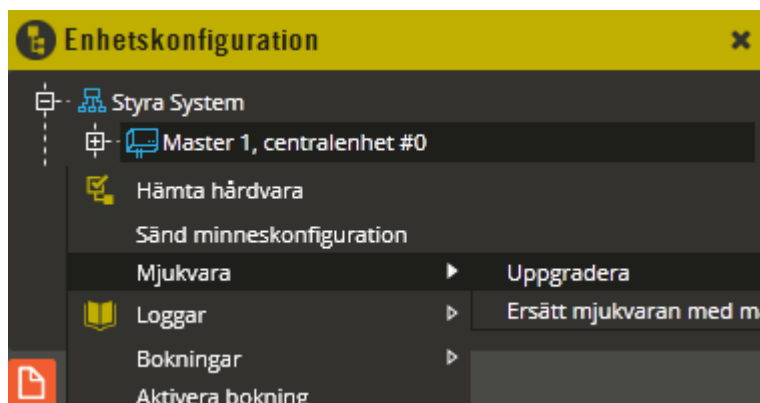 Enhetskonfiguration
Styra System
Master 1, centralenhet #0
Hämta hårdvara
Sänd minneskonfiguration
Mjukvara
Uppgradera
Loggar
Ersätt mjukvaran med
Bokningar
Aktivera bokning